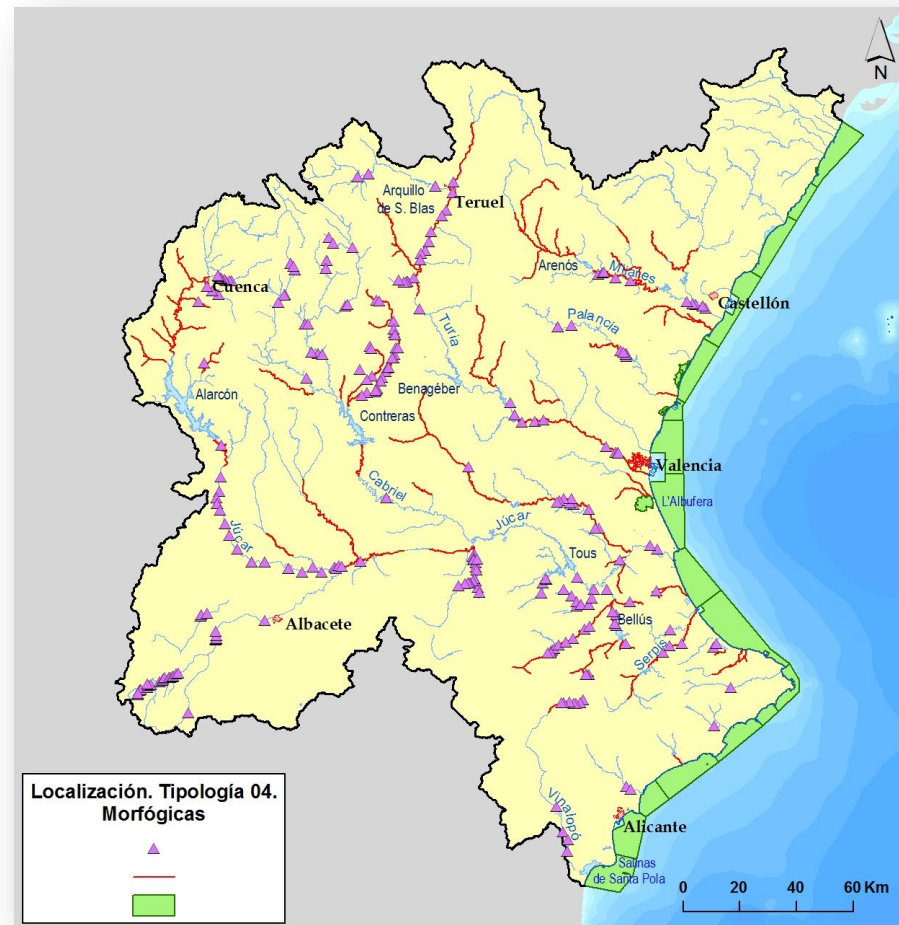 N
Arquillo
de S. Blas
Teruel
Arenós
Mijares
Cuenca
Castellón
Palancia
Turia
Alarcón
Benagéber
Contreras
Valencia
L'Albufera
Cabriel
Júcar
Júcar
Tous
Albacete
Bellús
Serpis
Vinalopó
Alicante
Salinas
de Santa Pola
Localización. Tipología 04.
Morfógicas
0 20 40 60 Km